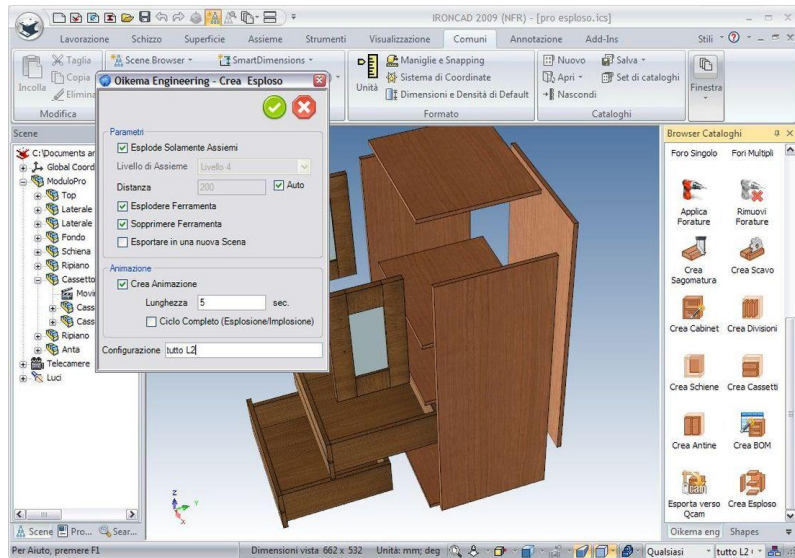 IRONCAD 2009 (NFR) - [pro esploso.ics]
Lavorazione Schizzo Superficie Assieme Strumenti Visualizzazione Comuni Annotazione Add-Ins Stili
Taglia
Copia
Elimina
Incolla
Modifica
Scene Browser
SmartDimensions
Unità
Maniglie e Snapping
Sistema di Coordinate
Dimensioni e Densità di Default
Formato
Nuovo
Apri
Nascondi
Salva
Set di cataloghi
Cataloghi
Finestra
Scene
C:\Documents ar
Global Coord
ModuloPro
Top
Laterale
Laterale
Fondo
Schiena
Ripiano
Cassetto
Movi
Cass
Cass
Ripiano
Anta
Telecamere
Luci
Scene Pro... Sear...
Oikema Engineering - Crea Esploso
Parametri
Esplode Solamente Assiemi
Livello di Assieme Livello 4
Distanza 200 Auto
Esplodere Ferramenta
Sopprimere Ferramenta
Esportare in una nuova Scena
Animazione
Crea Animazione
Lunghezza 5 sec.
Ciclo Completo (Esplosione/Implosione)
Configurazione tutto L2
z
Y
x
Browser Cataloghi
Foro Singolo Fori Multipli
Applica Rimuovi
Forature Forature
Crea Crea Scavo
Sagomatura
Crea Cabinet Crea Divisioni
Crea Schiene Crea Cassetti
Crea Antine Crea BOM
Esporta verso Crea Esploso
Qcam
Oikema eng Shapes
Per Aiuto, premere F1 Dimensioni vista 662 x 532 Unità: mm; deg Qualsiasi tutto L2